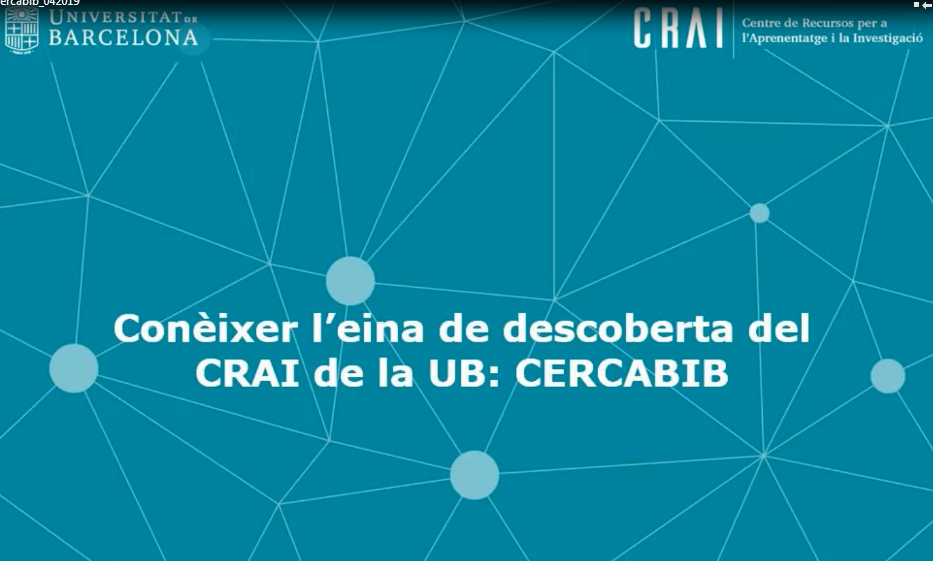 ercabib_042019
UNIVERSITAT DE
BARCELONA
CRAI
Centre de Recursos per a
l'Aprenentatge i la Investigació
Conèixer l’eina de descoberta del
CRAI de la UB: CERCABIB